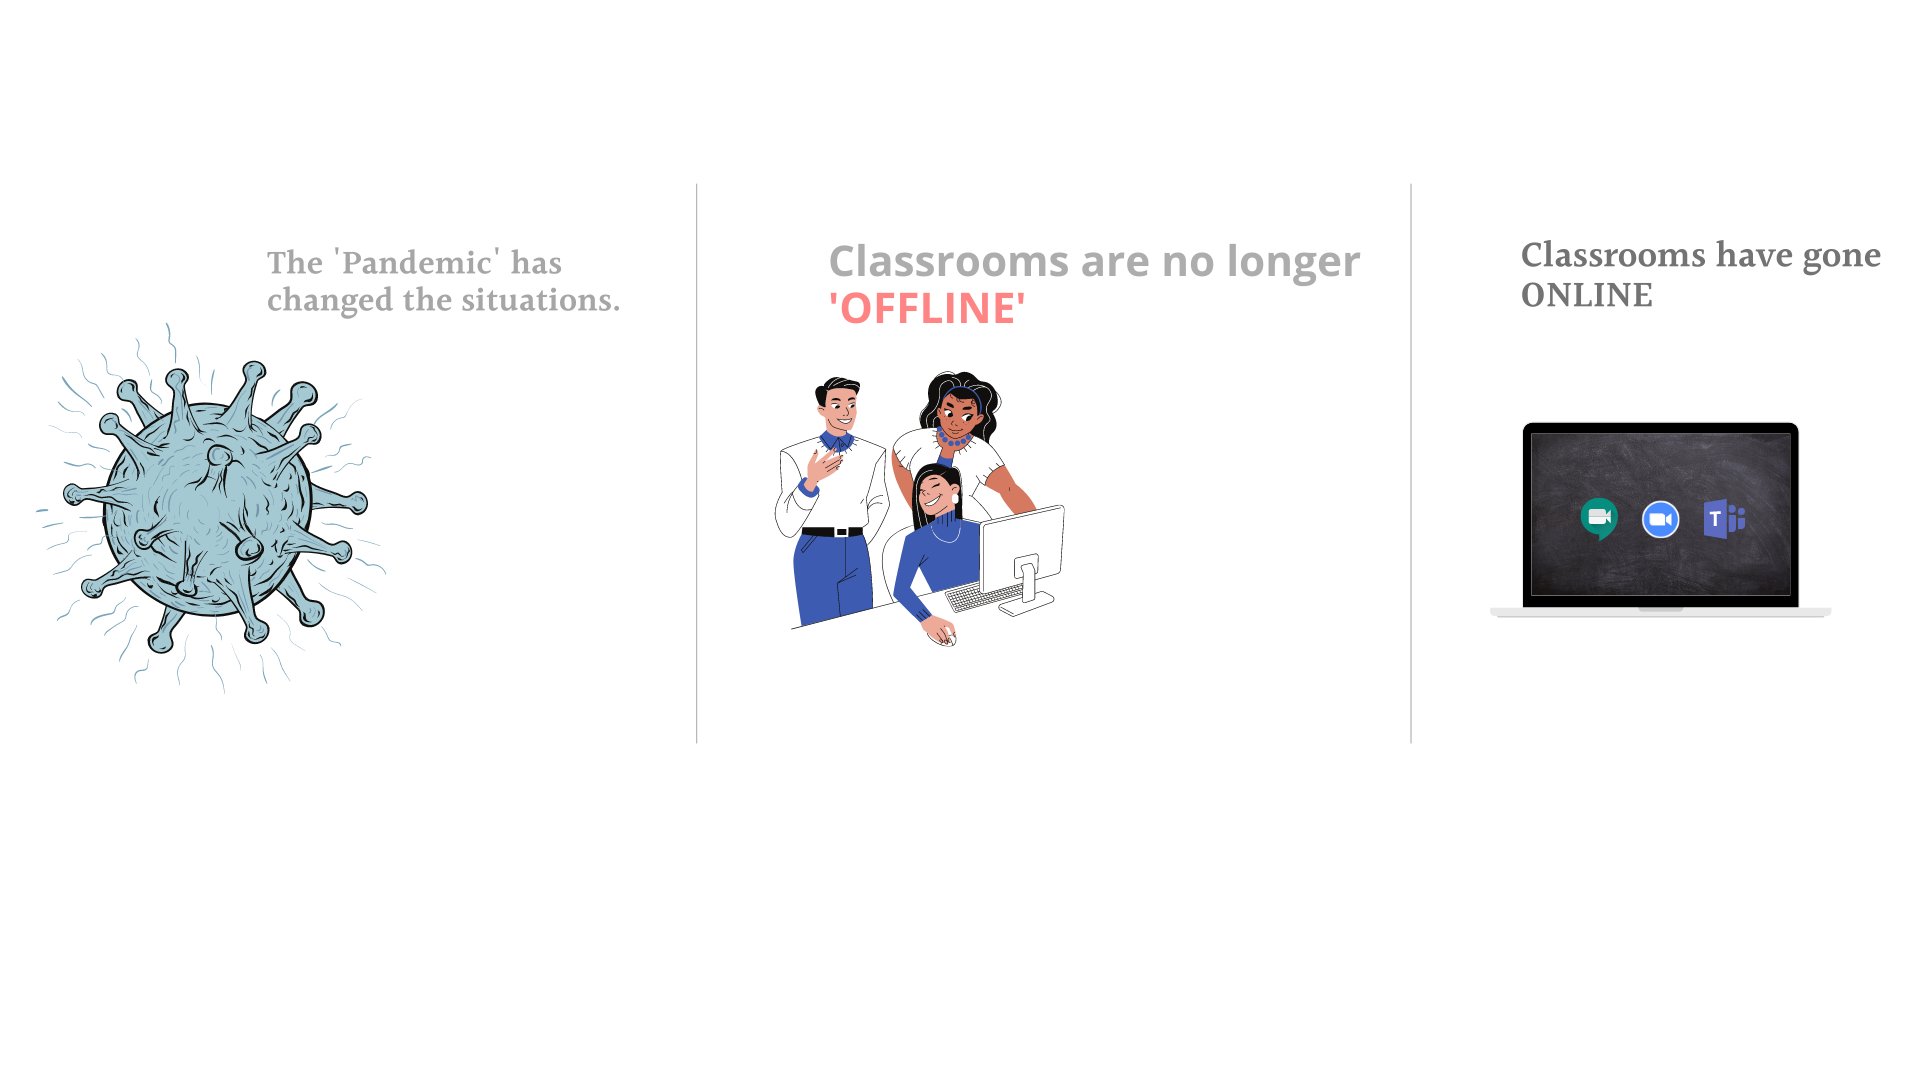 The 'Pandemic' has
changed the situations.
Classrooms are no longer
'OFFLINE'
Classrooms have gone
ONLINE
T